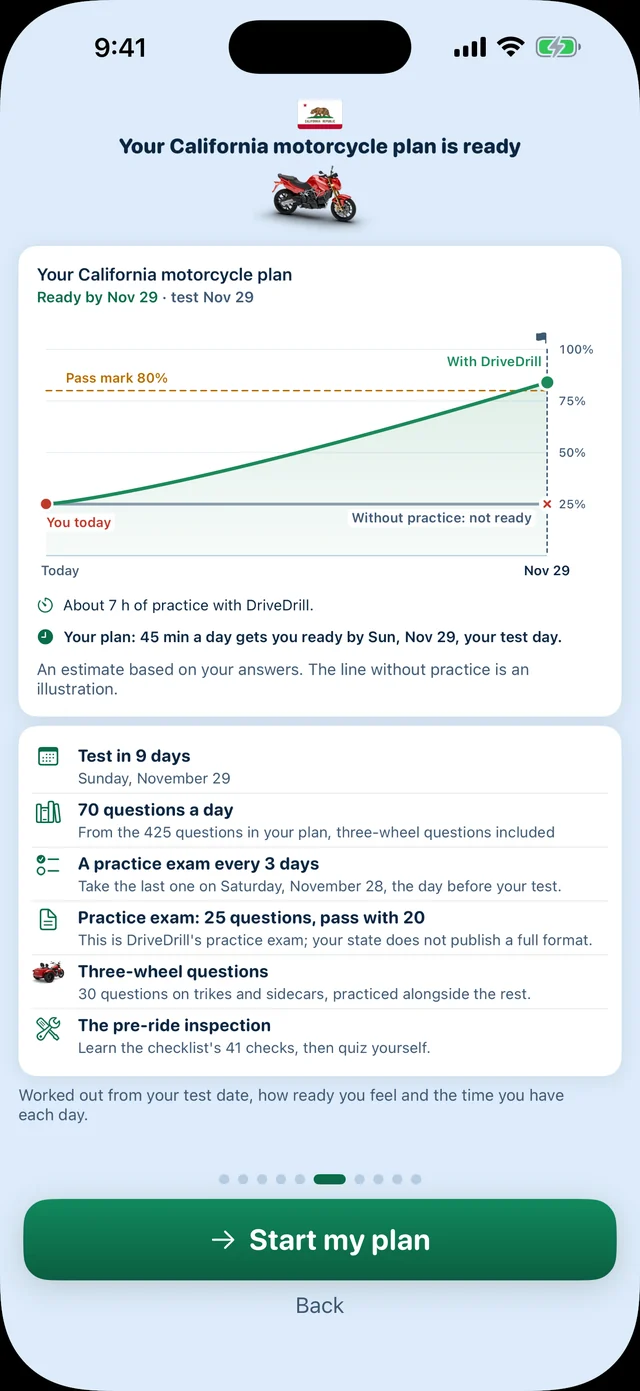 9:41
Your California motorcycle plan is ready
Your California motorcycle plan
Ready by Nov 29 · test Nov 29
100%
With DriveDrill
Pass mark 80%
75%
50%
25%
You today
Without practice: not ready
Today
Nov 29
About 7 h of practice with DriveDrill.
Your plan: 45 min a day gets you ready by Sun, Nov 29, your test day.
An estimate based on your answers. The line without practice is an
illustration.
Test in 9 days
Sunday, November 29
70 questions a day
From the 425 questions in your plan, three-wheel questions included
A practice exam every 3 days
Take the last one on Saturday, November 28, the day before your test.
Practice exam: 25 questions, pass with 20
This is DriveDrill's practice exam; your state does not publish a full format.
Three-wheel questions
30 questions on trikes and sidecars, practiced alongside the rest.
The pre-ride inspection
Learn the checklist's 41 checks, then quiz yourself.
Worked out from your test date, how ready you feel and the time you have
each day.
Start my plan
Back